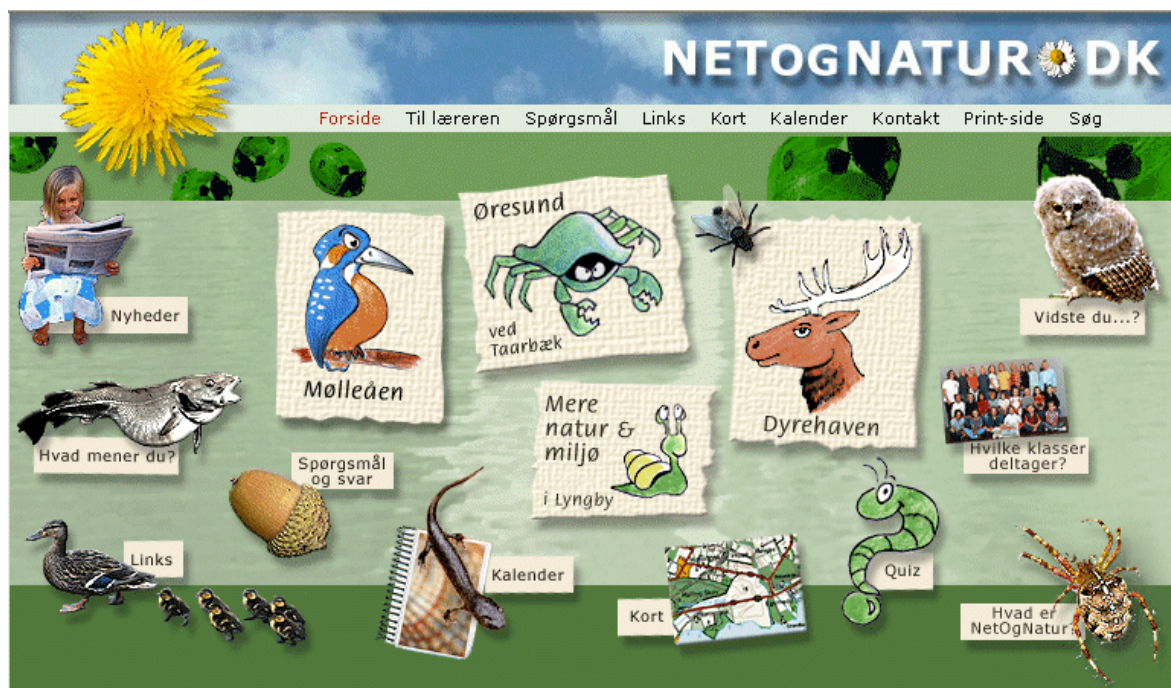 NETOGNATUR.DK
Forside Til læreren Spørgsmål Links Kort Kalender Kontakt Print-side Søg
Nyheder
Mølleåen
Øresund
ved
Taarbæk
Dyrehaven
Vidste du...?
Hvad mener du?
Spørgsmål
og svar
Mere
natur &
miljø
i Lyngby
Hvilke klasser
deltager?
Links
Kalender
Kort
Quiz
Hvad er
NetOgNatur?